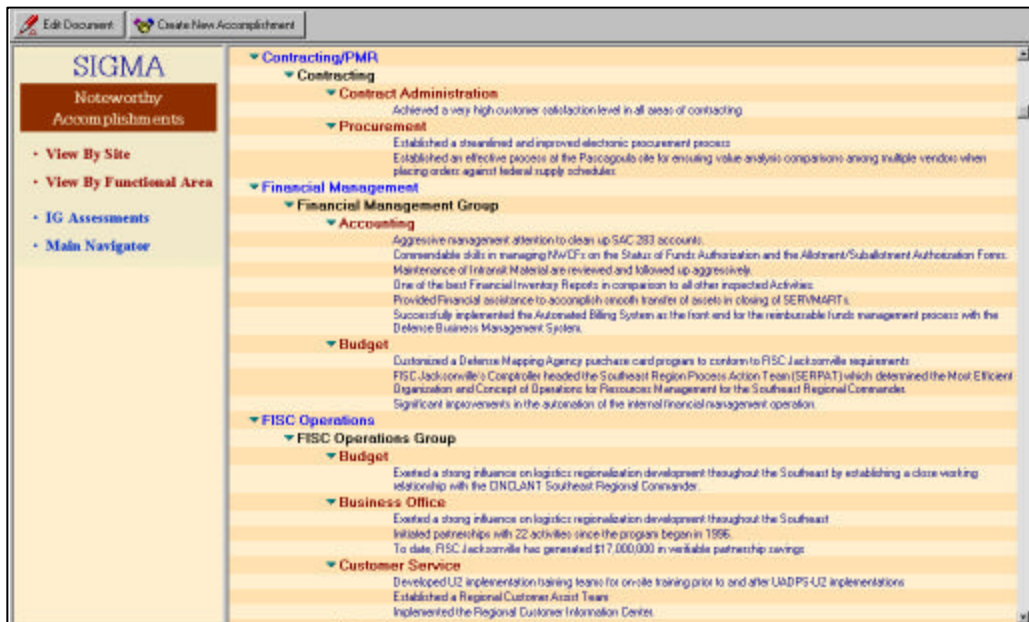 Edit Document
Create New Accomplishment
SIGMA
Noteworthy
Accomplishments
• View By Site
• View By Functional Area
• IG Assessments
• Main Navigator
Contracting/PMR
Contracting
Contract Administration
Achieved a very high customer satisfaction level in all areas of contracting
Procurement
Established a streamlined and improved electronic procurement process
Established an effective process at the Pascagoula site for ensuring value analysis comparisons among multiple vendors when
placing orders against federal supply schedules
Financial Management
Financial Management Group
Accounting
Aggressive management attention to clean up SAC 283 accounts.
Commendable skills in managing NWCFs on the Status of Funds Authorization and the Allotment/Suballotment Authorization Forms.
Maintenance of Intransit Material are reviewed and followed up aggressively.
One of the best Financial Inventory Reports in comparison to all other inspected Activities.
Provided Financial assistance to accomplish smooth transfer of assets in closing of SERVMARTs.
Successfully implemented the Automated Billing System as the front end for the reimbursable funds management process with the
Defense Business Management System.
Budget
Customized a Defense Mapping Agency purchase card program to conform to FISC Jacksonville requirements
FISC Jacksonville's Comptroller headed the Southeast Region Process Action Team (SERPAT) which determined the Most Efficient
Organization and Concept of Operations for Resources Management for the Southeast Regional Commander.
Significant improvements in the automation of the internal financial management operation.
FISC Operations
FISC Operations Group
Budget
Exerted a strong influence on logistics regionalization development throughout the Southeast by establishing a close working
relationship with the CINCLANT Southeast Regional Commander.
Business Office
Exerted a strong influence on logistics regionalization development throughout the Southeast
Initiated partnerships with 22 activities since the program began in 1996.
To date, FISC Jacksonville has generated $17,000,000 in verifiable partnership savings
Customer Service
Developed U2 implementation training teams for on-site training prior to and after UADPS-U2 implementations
Established a Regional Customer Assist Team
Implemented the Regional Customer Information Center.